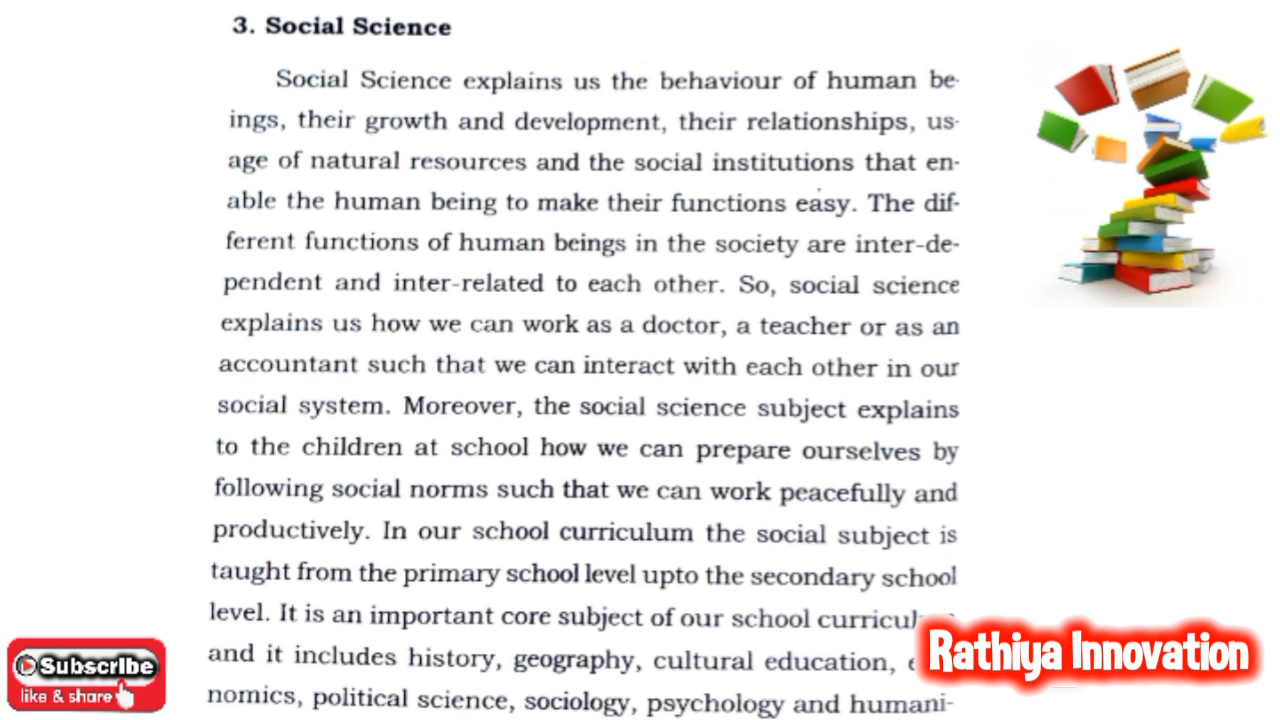 3. Social Science
Social Science explains us the behaviour of human be-
ings, their growth and development, their relationships, us-
age of natural resources and the social institutions that en-
able the human being to make their functions easy. The dif-
ferent functions of human beings in the society are inter-de-
pendent and inter-related to each other. So, social science
explains us how we can work as a doctor, a teacher or as an
accountant such that we can interact with each other in our
social system. Moreover, the social science subject explains
to the children at school how we can prepare ourselves by
following social norms such that we can work peacefully and
productively. In our school curriculum the social subject is
taught from the primary school level upto the secondary school
level. It is an important core subject of our school
and it includes history, geography, cultural education,
nomics, political science, sociology, psychology and humani-
Subscribe
like & share
Rathiya Innovation